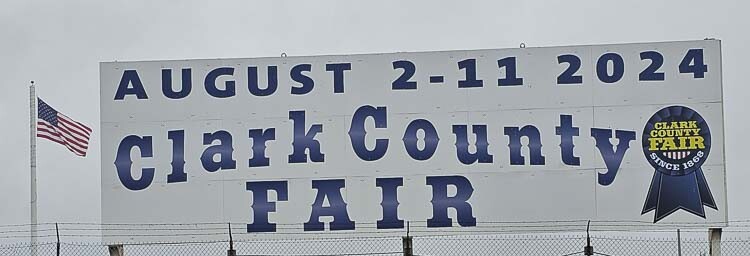 AUGUST 2-11 2024
Clark County
FAIR
CLARK
COUNTY
FAIR
SINCE 1868